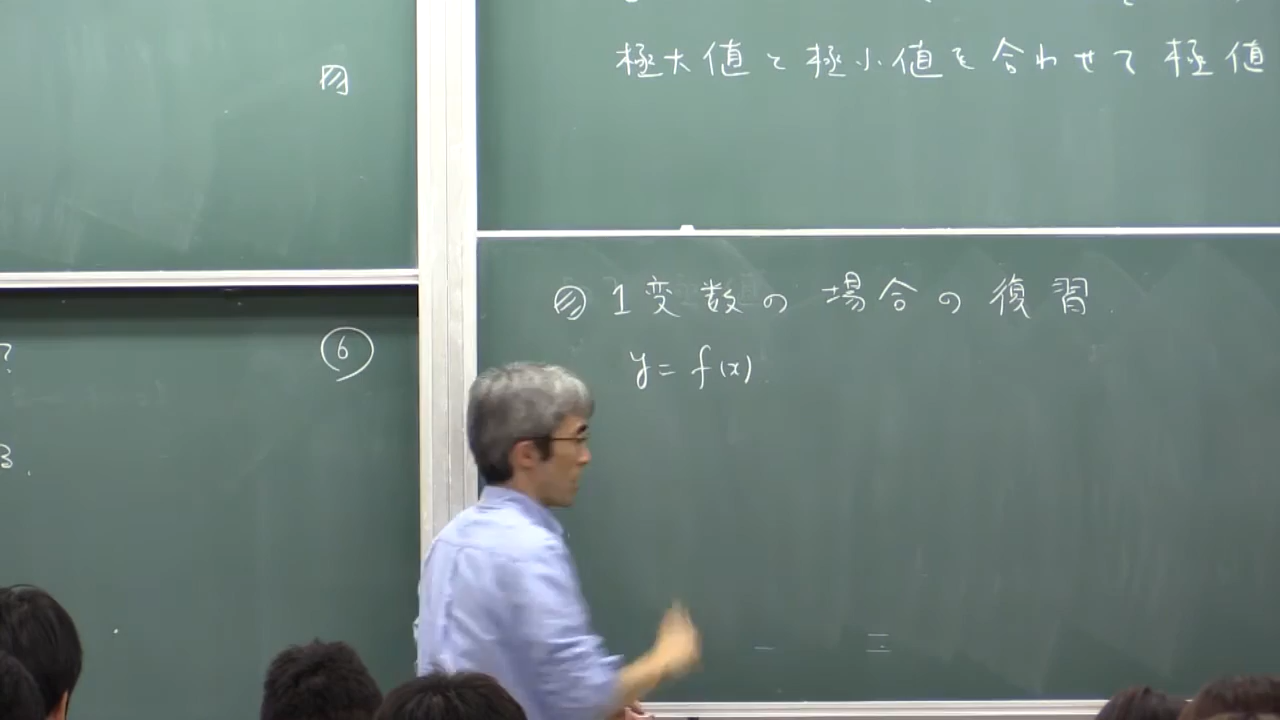 ?
3.
⑥
極大値と極小値を合わせて極値
1変数の場合の復習.
y = f(x)